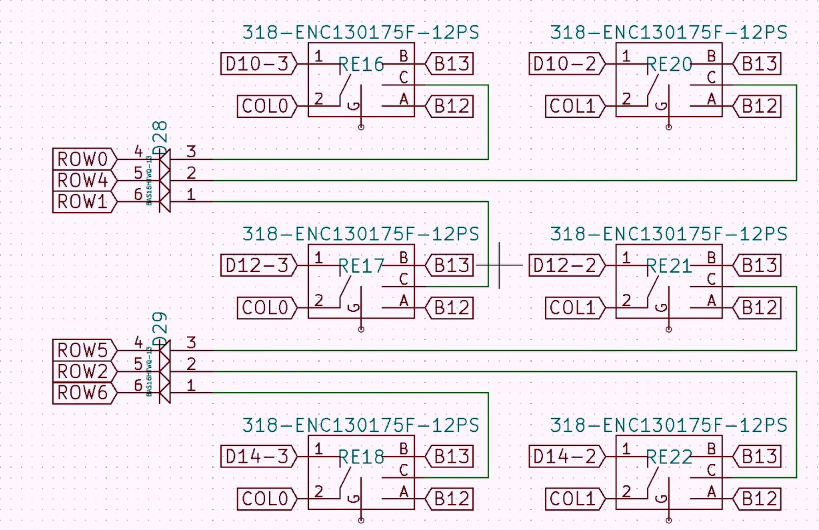 318-ENC130175F-12PS 318-ENC130175F-12PS
D10-3 1 RE16 B B13 D10-2 1 RE20 B B13
C C
COL0 2 G A B12 COL1 2 G A B12
D28
ROW0 4 3
ROW4 5 2
ROW1 6 1
318-ENC130175F-12PS 318-ENC130175F-12PS
D12-3 1 RE17 B B13 D12-2 1 RE21 B B13
C C
COL0 2 G A B12 COL1 2 G A B12
D29
ROW5 4 3
ROW2 5 2
ROW6 6 1
318-ENC130175F-12PS 318-ENC130175F-12PS
D14-3 1 RE18 B B13 D14-2 1 RE22 B B13
C C
COL0 2 G A B12 COL1 2 G A B12